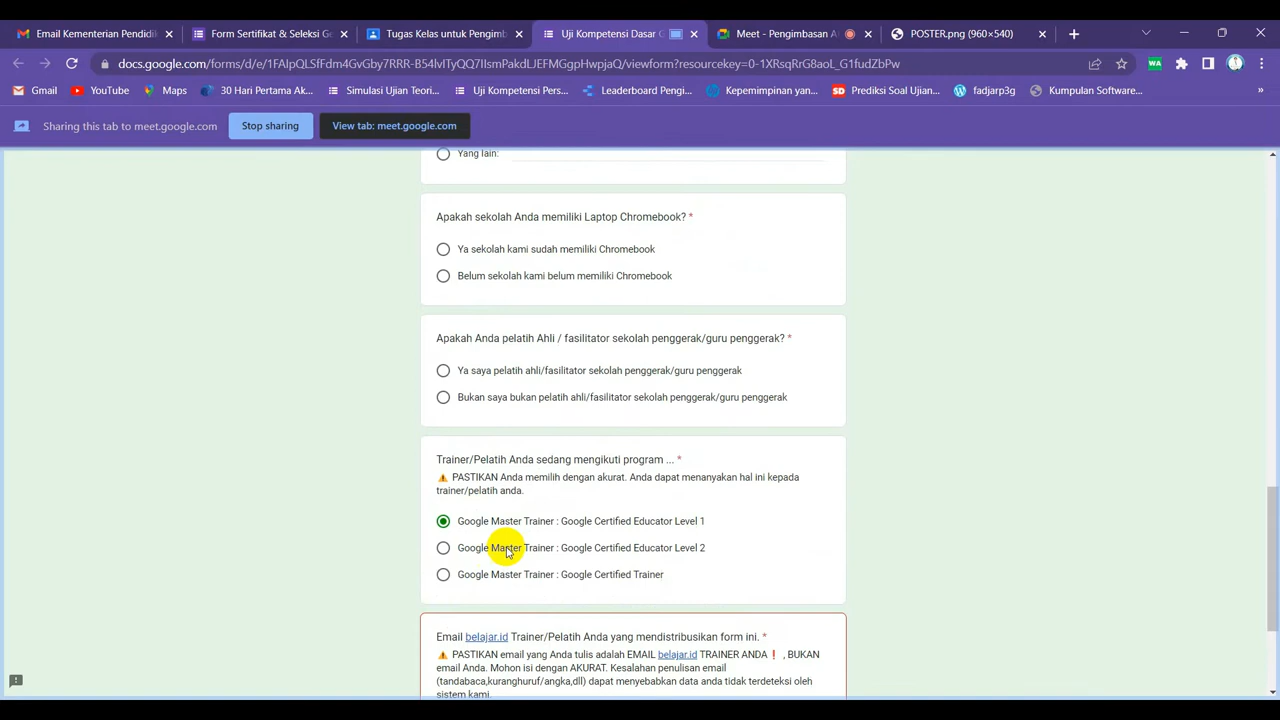 Email Kementerian Pendidik
Form Sertifikat & Seleksi Go
Tugas Kelas untuk Pengimb
Uji Kompetensi Dasar G
Meet - Pengimbasan A
POSTER.png (960×540)
docs.google.com/forms/d/e/1FAIpQLSfFdm4GvGby7RRR-B54IvlTyQQ7IIsmPakdLJEFMGgpHwpjaQ/viewform?resourcekey=0-1XRsqRrG8aoL_G1fudZbPw
WA
Gmail
YouTube
Maps
30 Hari Pertama Ak...
Simulasi Ujian Teori...
Uji Kompetensi Pers...
Leaderboard Pengi...
Kepemimpinan yan...
SD
Prediksi Soal Ujian...
fadjarp3g
Kumpulan Software...
»
Sharing this tab to meet.google.com
Stop sharing
View tab: meet.google.com
Yang lain:
Apakah sekolah Anda memiliki Laptop Chromebook? *
Ya sekolah kami sudah memiliki Chromebook
Belum sekolah kami belum memiliki Chromebook
Apakah Anda pelatih Ahli / fasilitator sekolah penggerak/guru penggerak? *
Ya saya pelatih ahli/fasilitator sekolah penggerak/guru penggerak
Bukan saya bukan pelatih ahli/fasilitator sekolah penggerak/guru penggerak
Trainer/Pelatih Anda sedang mengikuti program ... *
⚠️ PASTIKAN Anda memilih dengan akurat. Anda dapat menanyakan hal ini kepada
trainer/pelatih anda.
Google Master Trainer : Google Certified Educator Level 1
Google Master Trainer : Google Certified Educator Level 2
Google Master Trainer : Google Certified Trainer
Email belajar.id Trainer/Pelatih Anda yang mendistribusikan form ini. *
⚠️ PASTIKAN email yang Anda tulis adalah EMAIL belajar.id TRAINER ANDA❗ , BUKAN
email Anda. Mohon isi dengan AKURAT. Kesalahan penulisan email
(tandabaca,kuranghuruf/angka,dll) dapat menyebabkan data anda tidak terdeteksi oleh
sistem kami.